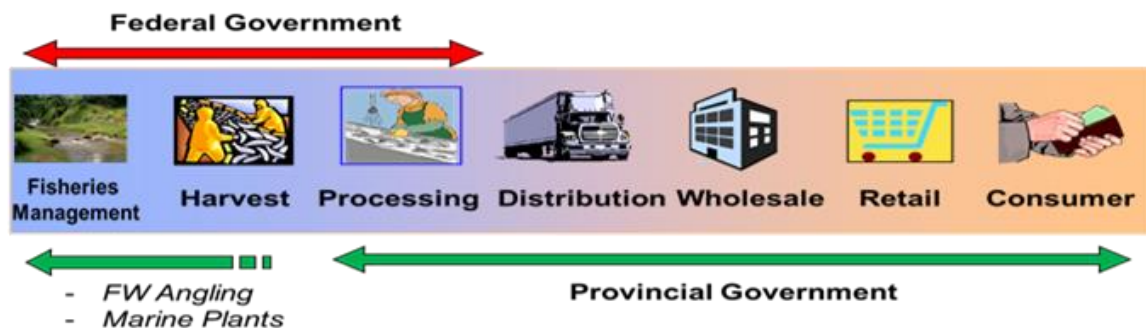 Federal Government
Fisheries
Management
Harvest
Processing
Distribution
Wholesale
Retail
Consumer
- FW Angling
- Marine Plants
Provincial Government